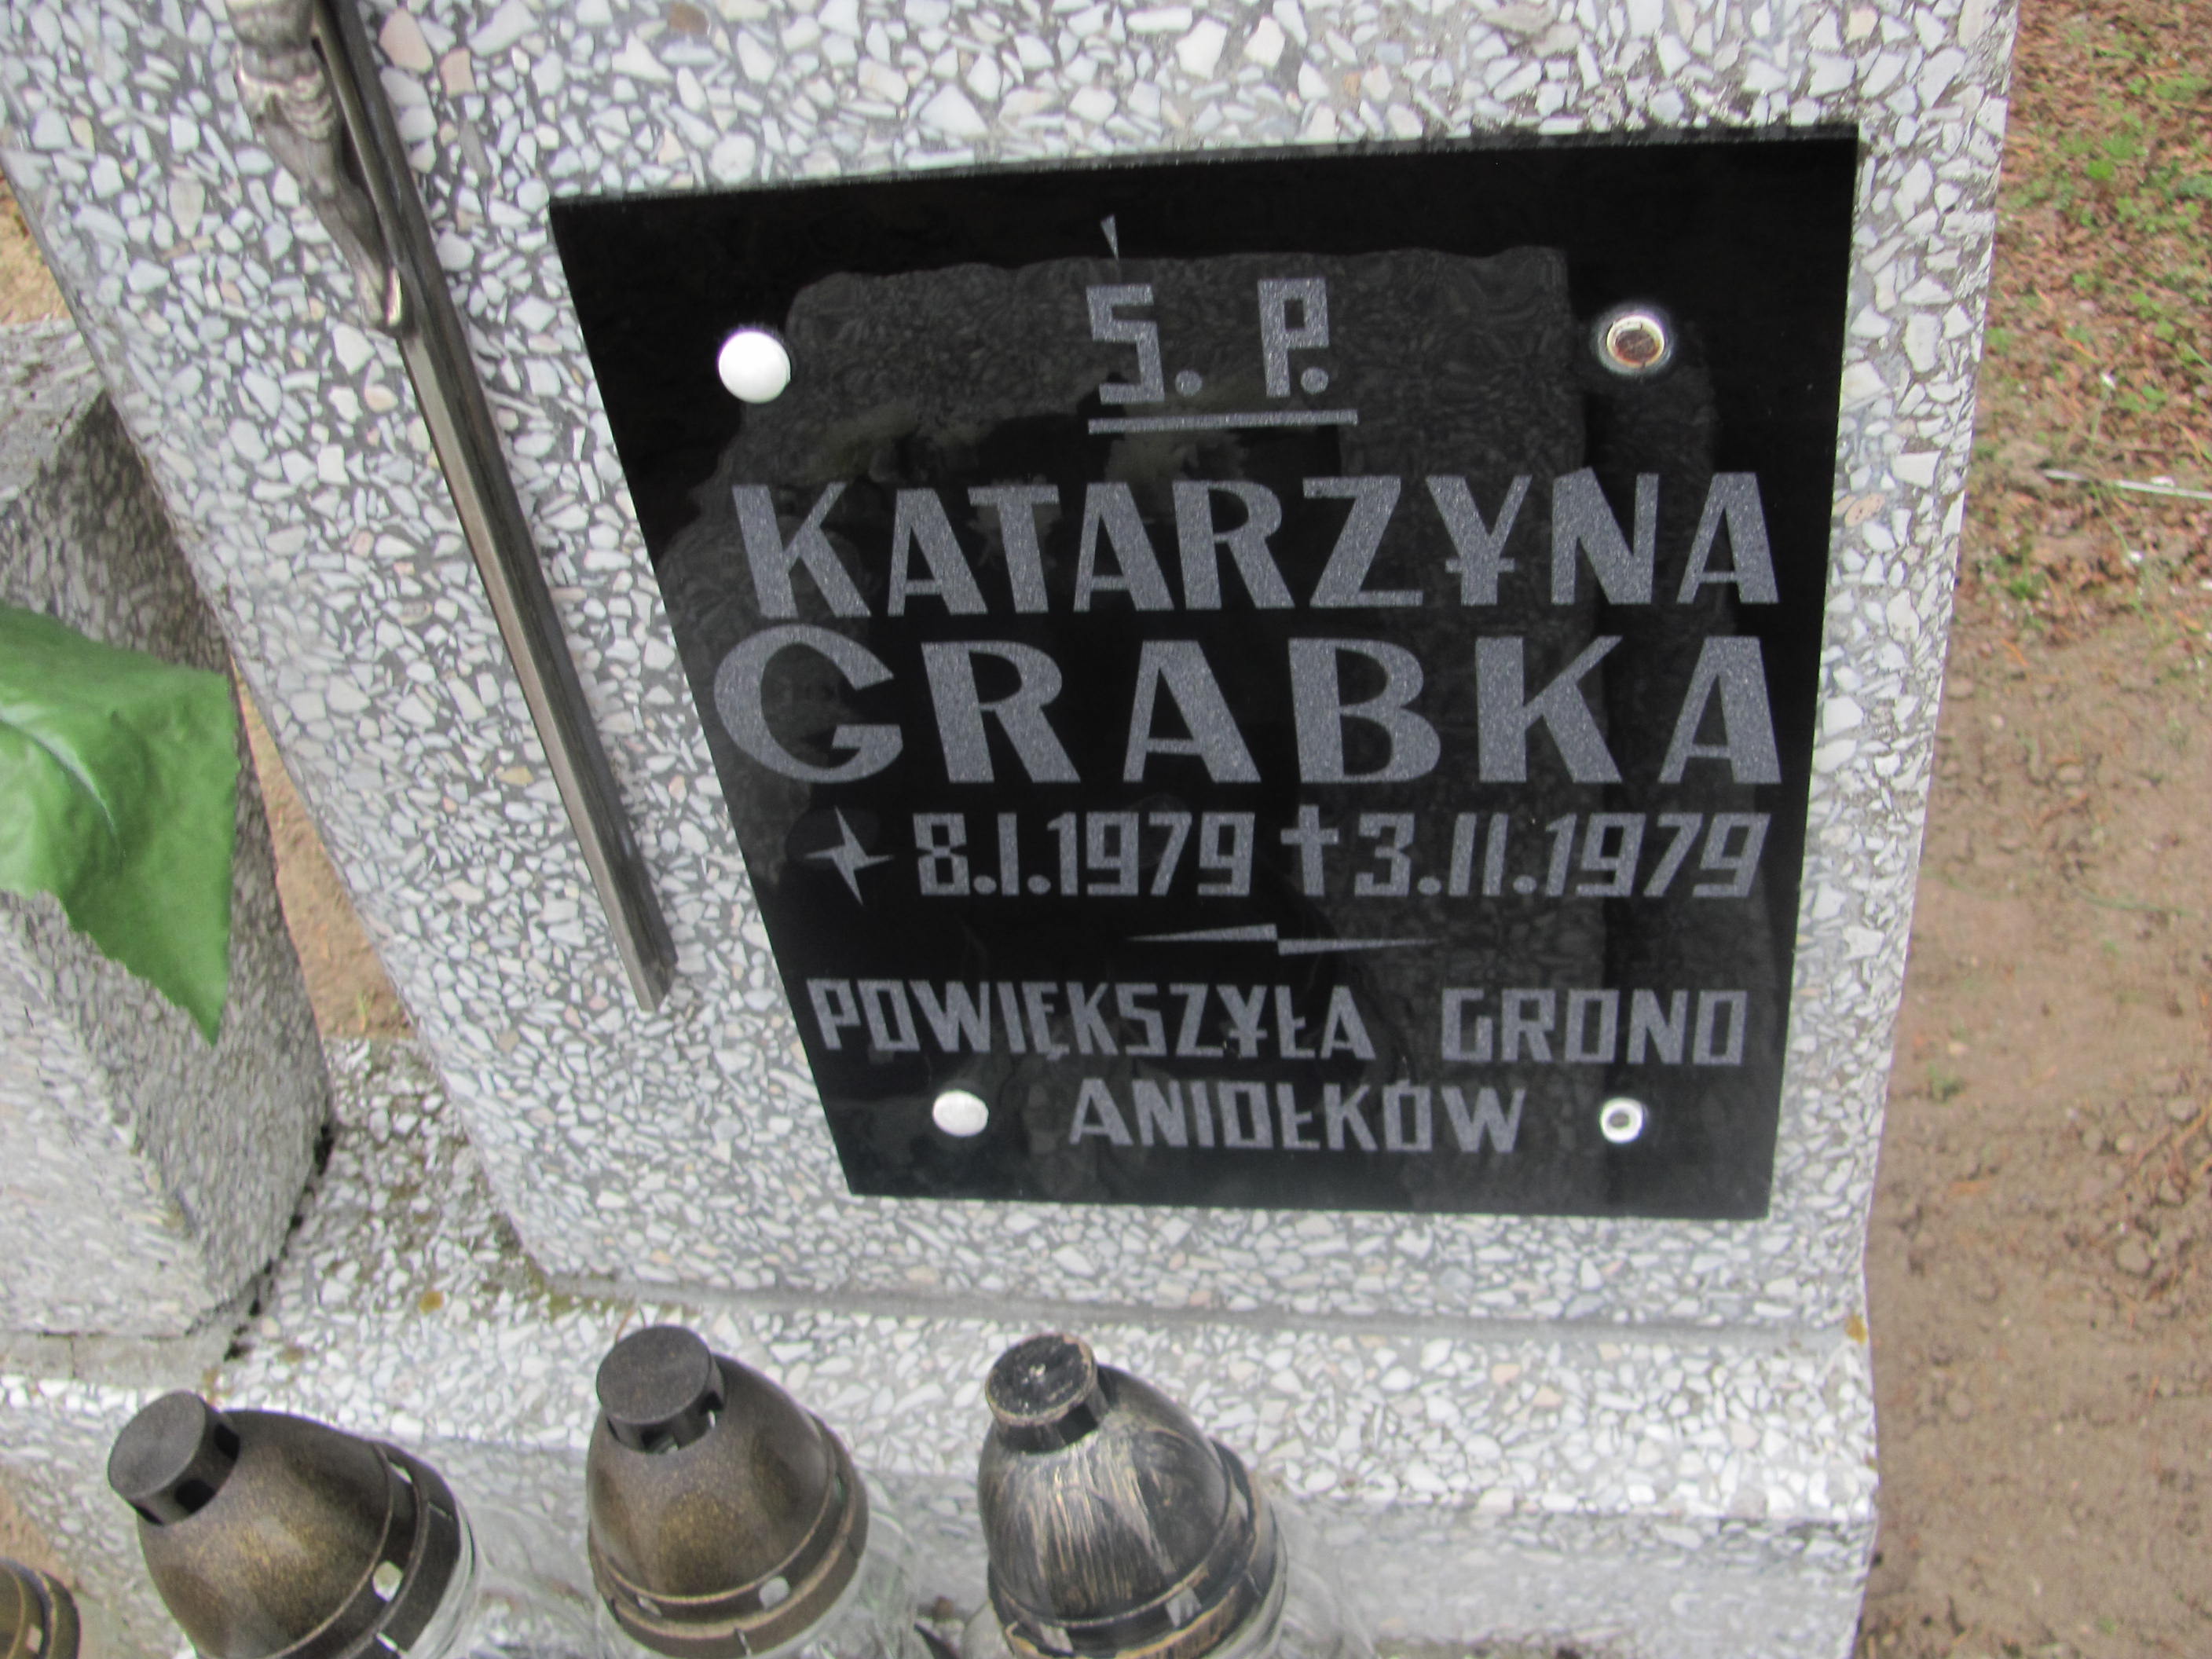 Ś. P.
KATARZYNA
GRABKA
8.I.1979 † 3.II.1979
POWIĘKSZYŁA GRONO
ANIOŁKÓW